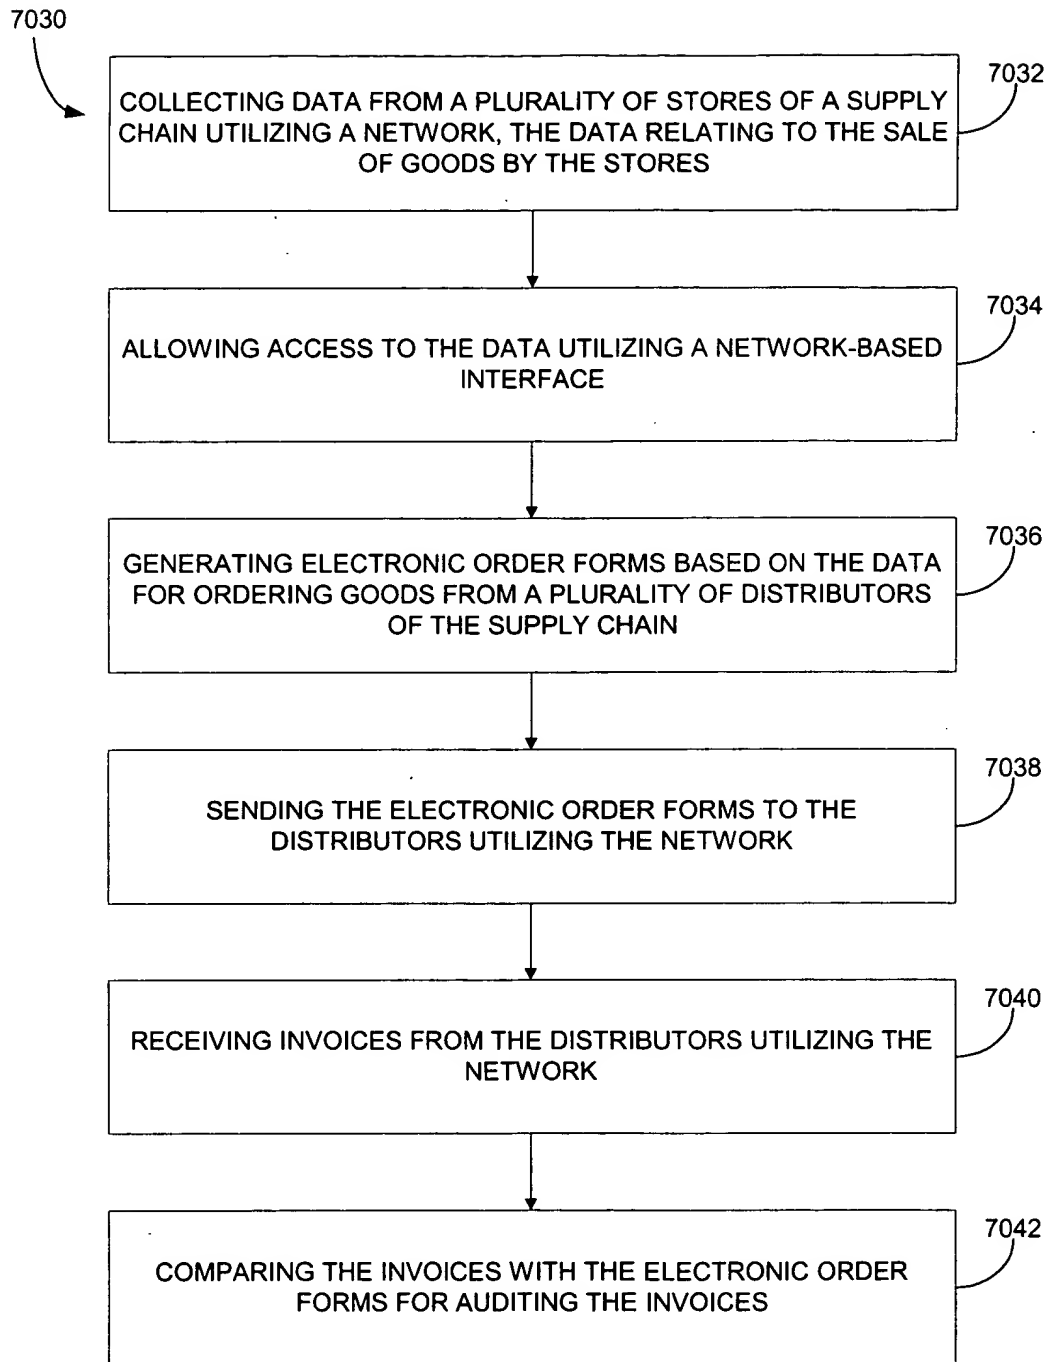 7030
7032
COLLECTING DATA FROM A PLURALITY OF STORES OF A SUPPLY
CHAIN UTILIZING A NETWORK, THE DATA RELATING TO THE SALE
OF GOODS BY THE STORES
7034
ALLOWING ACCESS TO THE DATA UTILIZING A NETWORK-BASED
INTERFACE
7036
GENERATING ELECTRONIC ORDER FORMS BASED ON THE DATA
FOR ORDERING GOODS FROM A PLURALITY OF DISTRIBUTORS
OF THE SUPPLY CHAIN
7038
SENDING THE ELECTRONIC ORDER FORMS TO THE
DISTRIBUTORS UTILIZING THE NETWORK
7040
RECEIVING INVOICES FROM THE DISTRIBUTORS UTILIZING THE
NETWORK
7042
COMPARING THE INVOICES WITH THE ELECTRONIC ORDER
FORMS FOR AUDITING THE INVOICES